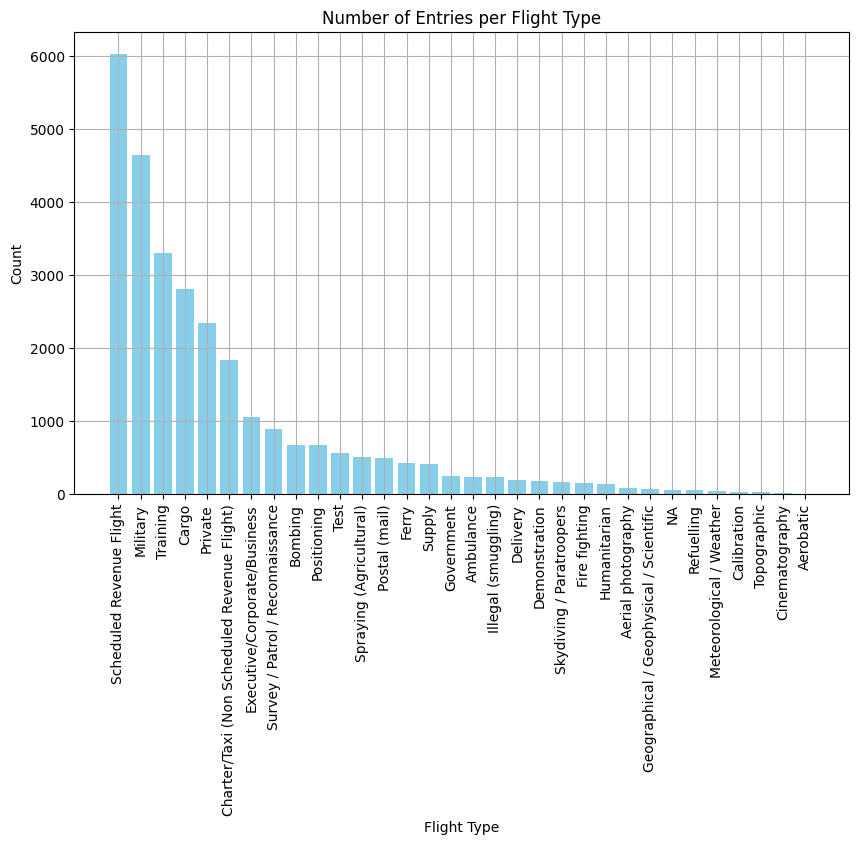 Number of Entries per Flight Type
Count
6000
5000
4000
3000
2000
1000
0
Scheduled Revenue Flight
Military
Training
Cargo
Private
Charter/Taxi (Non Scheduled Revenue Flight)
Executive/Corporate/Business
Survey / Patrol / Reconnaissance
Bombing
Positioning
Test
Spraying (Agricultural)
Postal (mail)
Ferry
Supply
Government
Ambulance
Illegal (smuggling)
Delivery
Demonstration
Skydiving / Paratroopers
Fire fighting
Humanitarian
Aerial photography
Geographical / Geophysical / Scientific
NA
Refuelling
Meteorological / Weather
Calibration
Topographic
Cinematography
Aerobatic
Flight Type